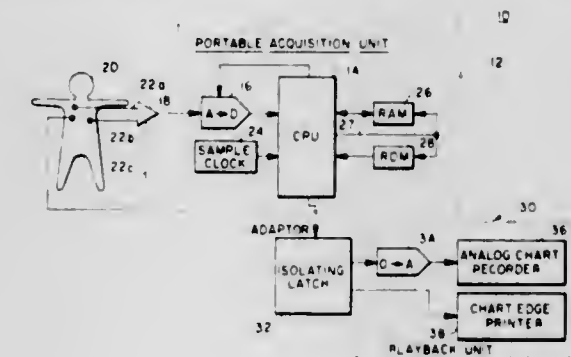 10
PORTABLE ACQUISITION UNIT
14
12
20
22a
18
16
A→D
26
RAM
CPU
27
22b
24
SAMPLE CLOCK
28
ROM
22c
30
ADAPTOR
34
36
ISOLATING LATCH
D→A
ANALOG CHART RECORDER
CHART EDGE PRINTER
32
38
PLAYBACK UNIT